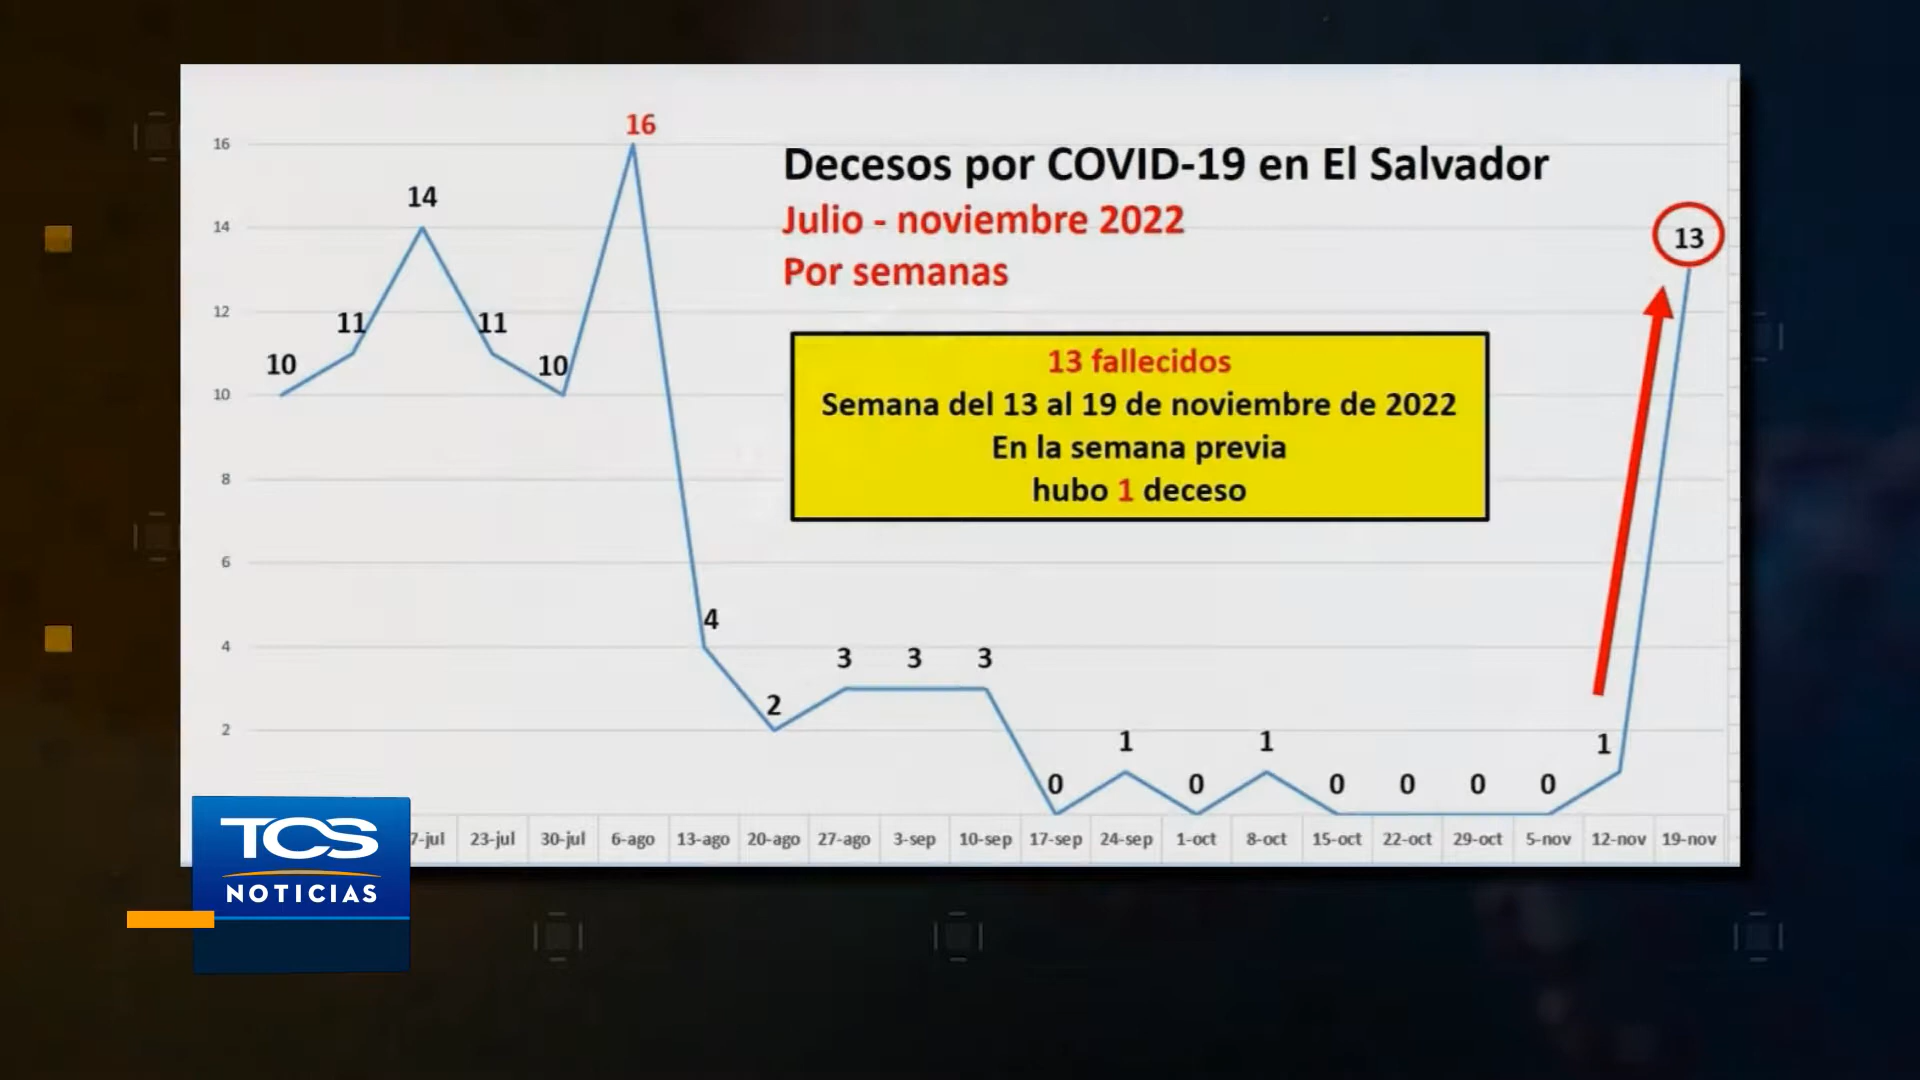 Decesos por COVID-19 en El Salvador
Julio - noviembre 2022
Por semanas
13 fallecidos
Semana del 13 al 19 de noviembre de 2022
En la semana previa
hubo 1 deceso
16
14
12
10
8
6
4
2
10
11
14
11
10
16
4
2
3
3
3
0
1
0
1
0
0
0
0
1
13
7-jul 23-jul 30-jul 6-ago 13-ago 20-ago 27-ago 3-sep 10-sep 17-sep 24-sep 1-oct 8-oct 15-oct 22-oct 29-oct 5-nov 12-nov 19-nov
TCS
NOTICIAS